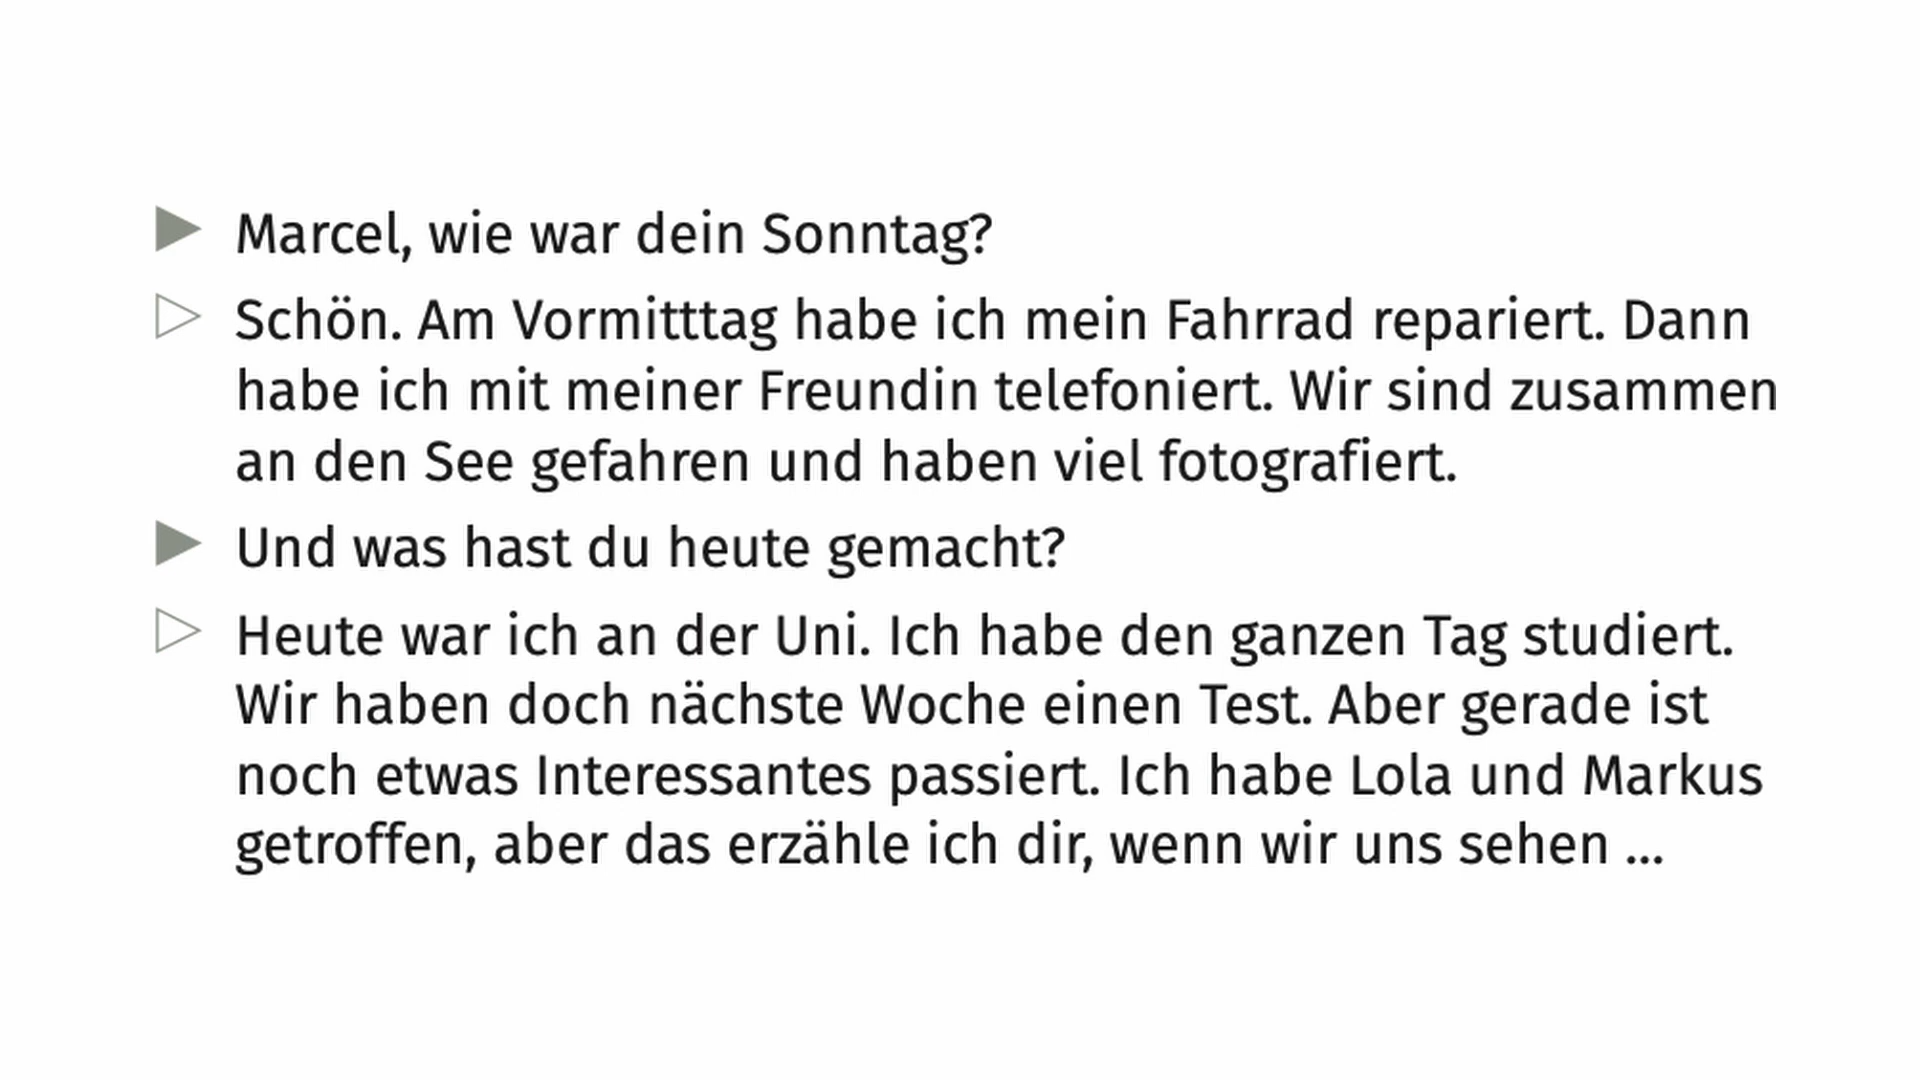 Marcel, wie war dein Sonntag?
Schön. Am Vormitttag habe ich mein Fahrrad repariert. Dann
habe ich mit meiner Freundin telefoniert. Wir sind zusammen
an den See gefahren und haben viel fotografiert.
Und was hast du heute gemacht?
Heute war ich an der Uni. Ich habe den ganzen Tag studiert.
Wir haben doch nächste Woche einen Test. Aber gerade ist
noch etwas Interessantes passiert. Ich habe Lola und Markus
getroffen, aber das erzähle ich dir, wenn wir uns sehen ...